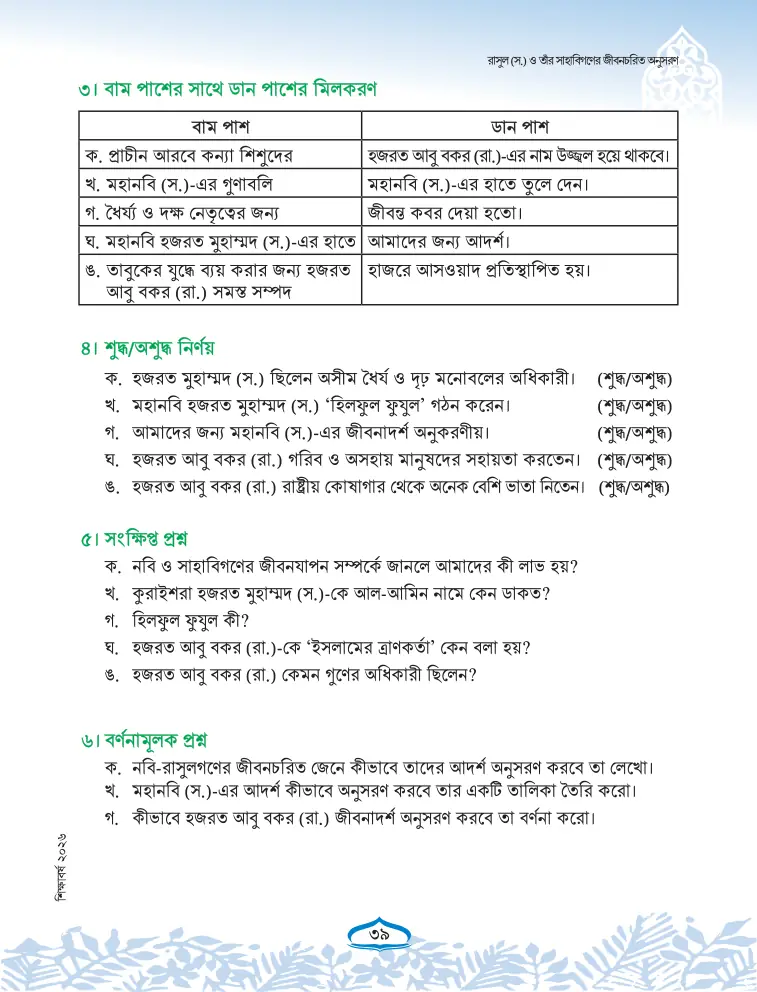 রাসুল (স.) ও তাঁর সাহাবিগণের জীবনচরিত অনুসরণ
৩। বাম পাশের সাথে ডান পাশের মিলকরণ
বাম পাশ	ডান পাশ
ক. প্রাচীন আরবে কন্যা শিশুদের	হজরত আবু বকর (রা.)-এর নাম উজ্জ্বল হয়ে থাকবে।
খ. মহানবি (স.)-এর গুণাবলি	মহানবি (স.)-এর হাতে তুলে দেন।
গ. ধৈর্য্য ও দক্ষ নেতৃত্বের জন্য	জীবন্ত কবর দেয়া হতো।
ঘ. মহানবি হজরত মুহাম্মদ (স.)-এর হাতে	আমাদের জন্য আদর্শ।
ঙ. তাবুকের যুদ্ধে ব্যয় করার জন্য হজরত	হাজরে আসওয়াদ প্রতিস্থাপিত হয়।
আবু বকর (রা.) সমস্ত সম্পদ
৪। শুদ্ধ/অশুদ্ধ নির্ণয়
ক. হজরত মুহাম্মদ (স.) ছিলেন অসীম ধৈর্য ও দৃঢ় মনোবলের অধিকারী। (শুদ্ধ/অশুদ্ধ)
খ. মহানবি হজরত মুহাম্মদ (স.) ‘হিলফুল ফুযুল’ গঠন করেন। (শুদ্ধ/অশুদ্ধ)
গ. আমাদের জন্য মহানবি (স.)-এর জীবনাদর্শ অনুকরণীয়। (শুদ্ধ/অশুদ্ধ)
ঘ. হজরত আবু বকর (রা.) গরিব ও অসহায় মানুষদের সহায়তা করতেন। (শুদ্ধ/অশুদ্ধ)
ঙ. হজরত আবু বকর (রা.) রাষ্ট্রীয় কোষাগার থেকে অনেক বেশি ভাতা নিতেন। (শুদ্ধ/অশুদ্ধ)
৫। সংক্ষিপ্ত প্রশ্ন
ক. নবি ও সাহাবিগণের জীবনযাপন সম্পর্কে জানলে আমাদের কী লাভ হয়?
খ. কুরাইশরা হজরত মুহাম্মদ (স.)-কে আল-আমিন নামে কেন ডাকত?
গ. হিলফুল ফুযুল কী?
ঘ. হজরত আবু বকর (রা.)-কে ‘ইসলামের ত্রাণকর্তা’ কেন বলা হয়?
ঙ. হজরত আবু বকর (রা.) কেমন গুণের অধিকারী ছিলেন?
৬। বর্ণনামূলক প্রশ্ন
ক. নবি-রাসুলগণের জীবনচরিত জেনে কীভাবে তাদের আদর্শ অনুসরণ করবে তা লেখো।
খ. মহানবি (স.)-এর আদর্শ কীভাবে অনুসরণ করবে তার একটি তালিকা তৈরি করো।
গ. কীভাবে হজরত আবু বকর (রা.) জীবনাদর্শ অনুসরণ করবে তা বর্ণনা করো।
শিক্ষাবর্ষ ২০২৬
৩৯